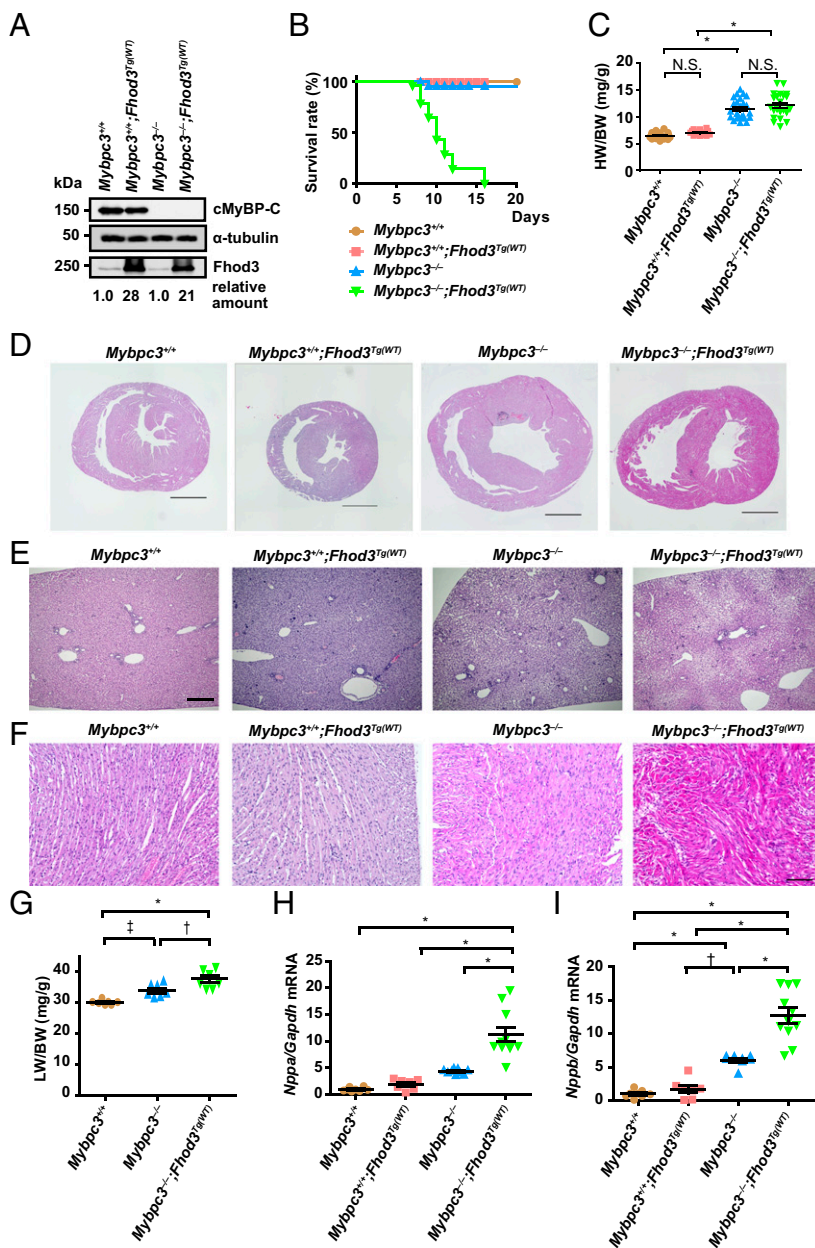 A
Mybpc3+/+
Mybpc3+/+;Fhod3Tg(WT)
Mybpc3–/–
Mybpc3–/–;Fhod3Tg(WT)
kDa
150
cMyBP-C
50
α-tubulin
250
Fhod3
1.0 28 1.0 21 relative
amount
B
Survival rate (%)
100
50
0
0 10 20
Days
Mybpc3+/+
Mybpc3+/+;Fhod3Tg(WT)
Mybpc3–/–
Mybpc3–/–;Fhod3Tg(WT)
C
*
*
N.S. N.S.
HW/BW (mg/g)
20
15
10
5
0
Mybpc3+/+
Mybpc3+/+;Fhod3Tg(WT)
Mybpc3–/–
Mybpc3–/–;Fhod3Tg(WT)
D
Mybpc3+/+ Mybpc3+/+;Fhod3Tg(WT) Mybpc3–/– Mybpc3–/–;Fhod3Tg(WT)
E
Mybpc3+/+ Mybpc3+/+;Fhod3Tg(WT) Mybpc3–/– Mybpc3–/–;Fhod3Tg(WT)
F
Mybpc3+/+ Mybpc3+/+;Fhod3Tg(WT) Mybpc3–/– Mybpc3–/–;Fhod3Tg(WT)
G
*
‡ †
LW/BW (mg/g)
40
30
20
10
0
Mybpc3+/+
Mybpc3–/–
Mybpc3–/–;Fhod3Tg(WT)
H
*
*
*
Nppa/Gapdh mRNA
25
20
15
10
5
0
Mybpc3+/+
Mybpc3+/+;Fhod3Tg(WT)
Mybpc3–/–
Mybpc3–/–;Fhod3Tg(WT)
I
*
*
*
† *
Nppb/Gapdh mRNA
20
15
10
5
0
Mybpc3+/+
Mybpc3+/+;Fhod3Tg(WT)
Mybpc3–/–
Mybpc3–/–;Fhod3Tg(WT)